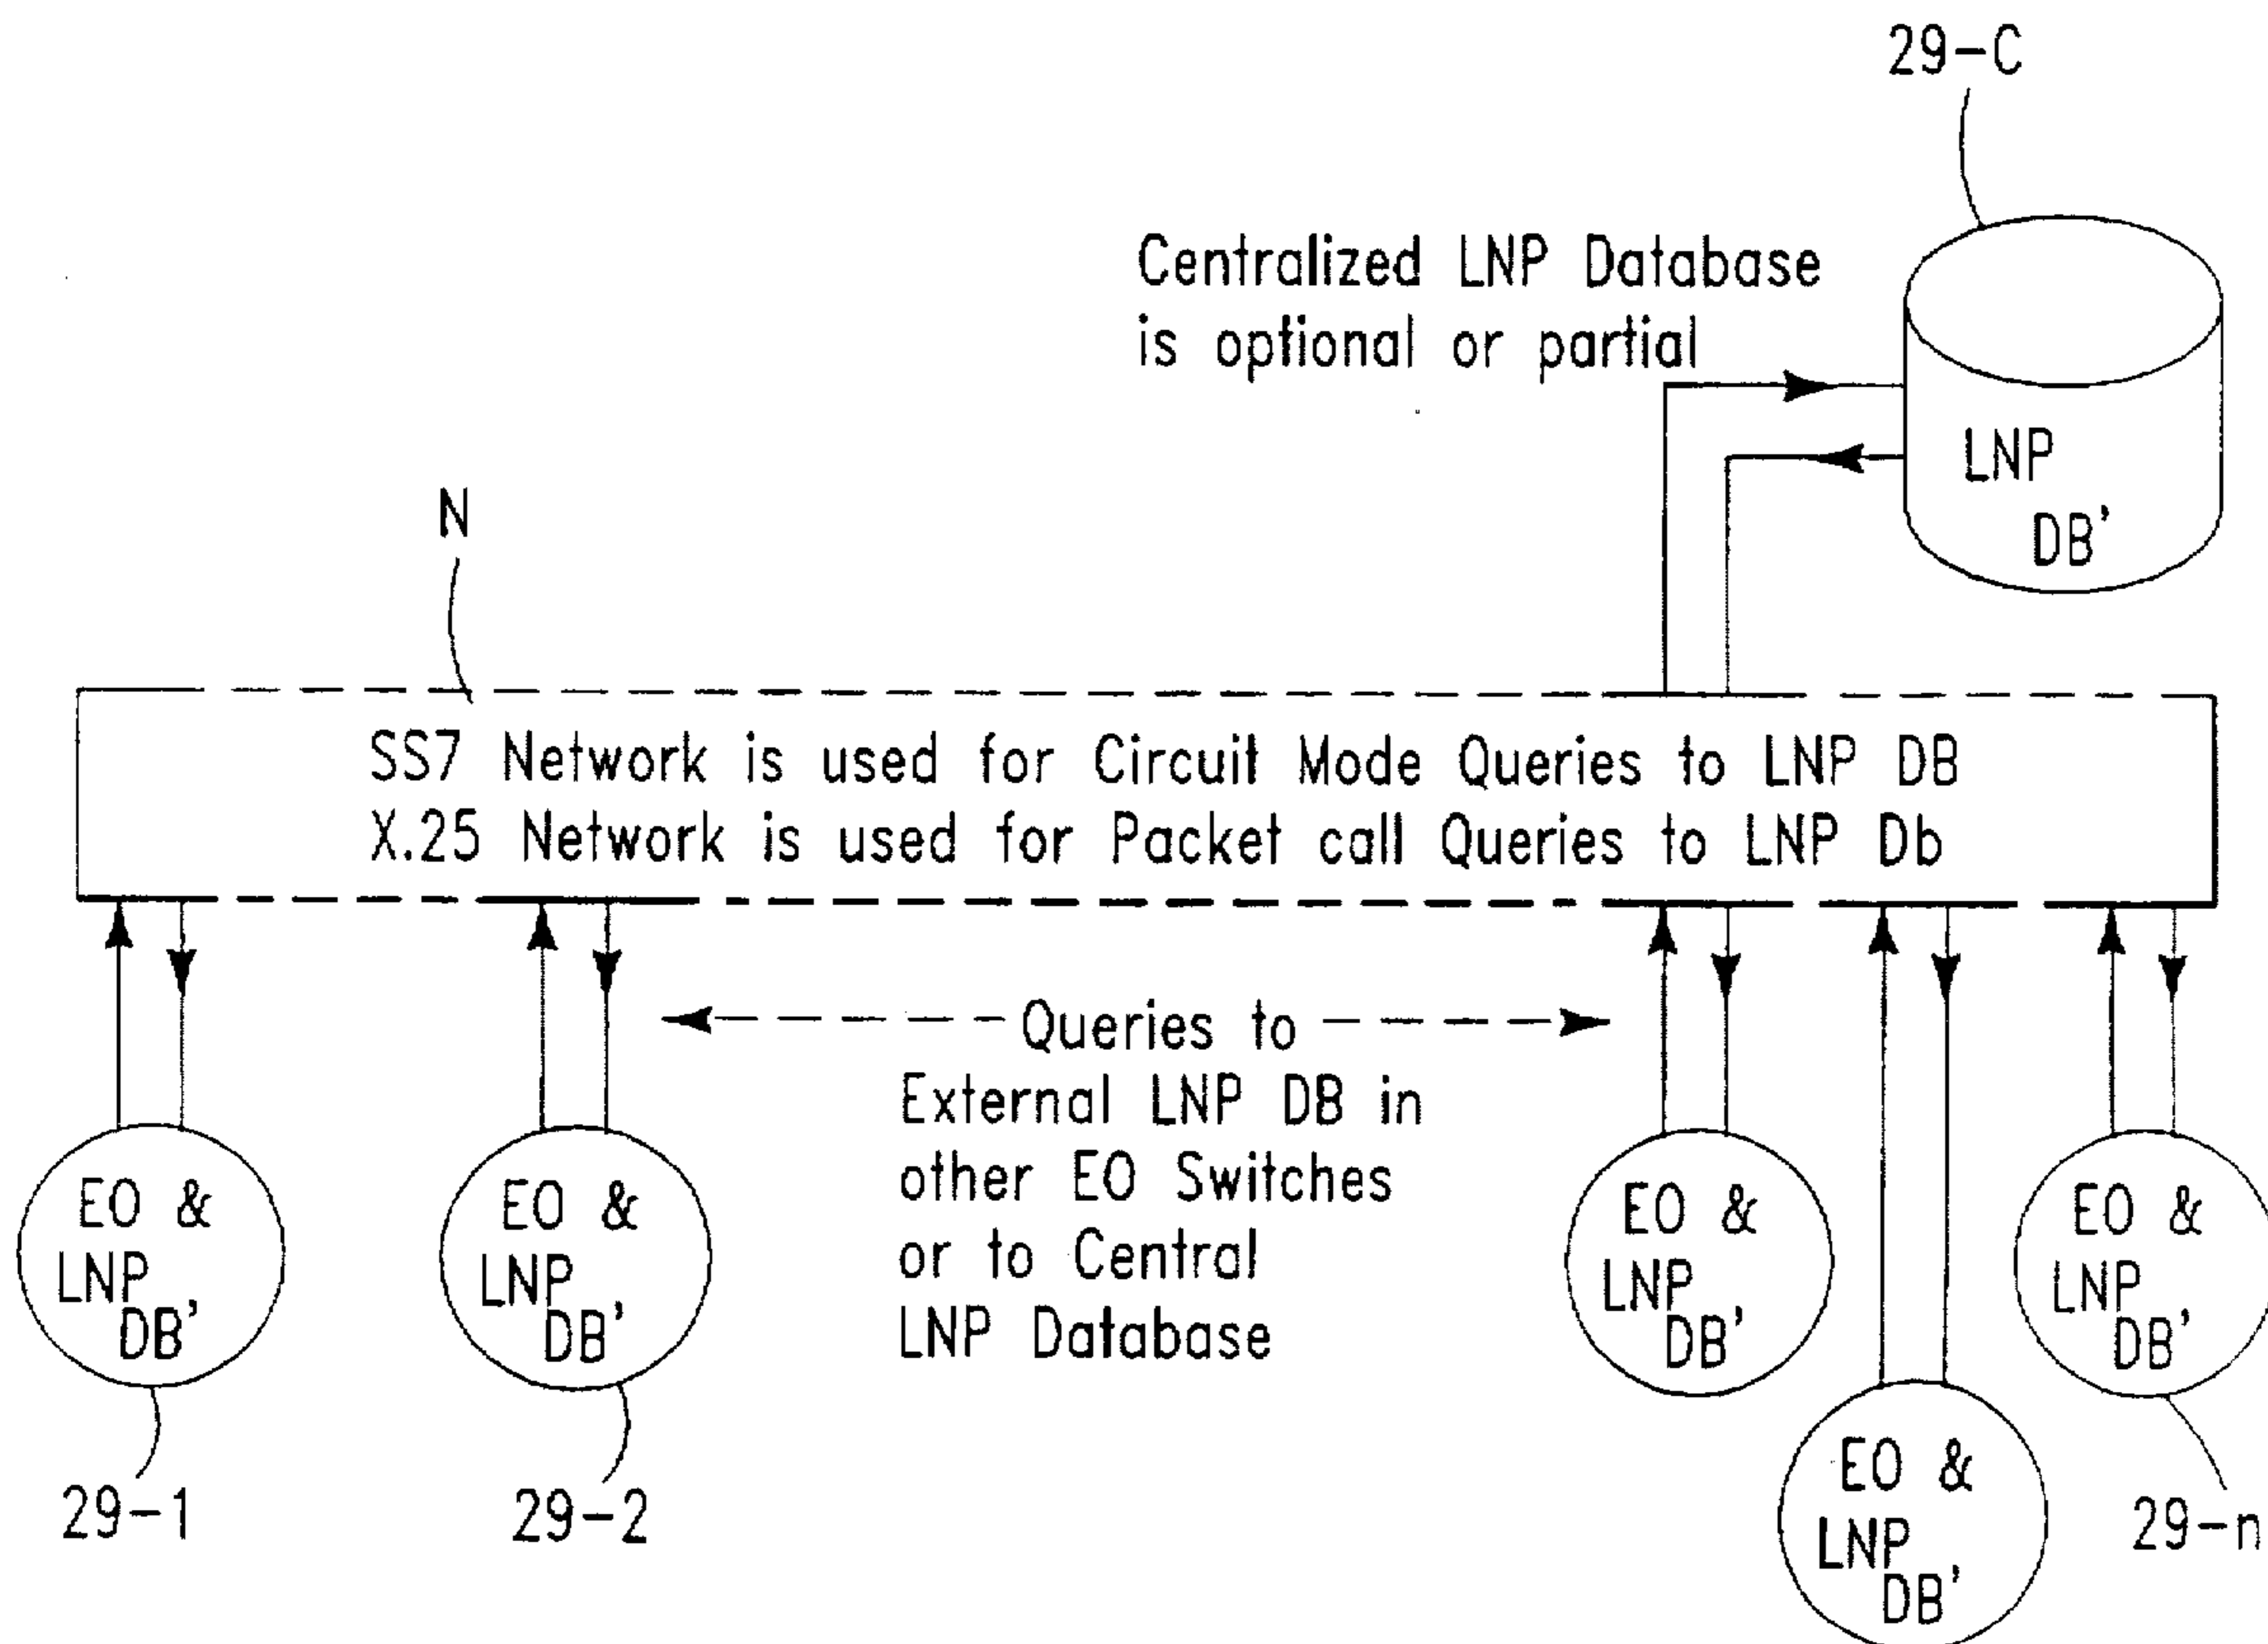 29-C
Centralized LNP Database
is optional or partial
LNP
DB'
N
SS7 Network is used for Circuit Mode Queries to LNP DB
X.25 Network is used for Packet call Queries to LNP Db
Queries to
External LNP DB in
other EO Switches
or to Central
LNP Database
EO &
LNP
DB'
29-1
EO &
LNP
DB'
29-2
EO &
LNP
DB'
EO &
LNP
DB'
EO &
LNP
DB'
29-n